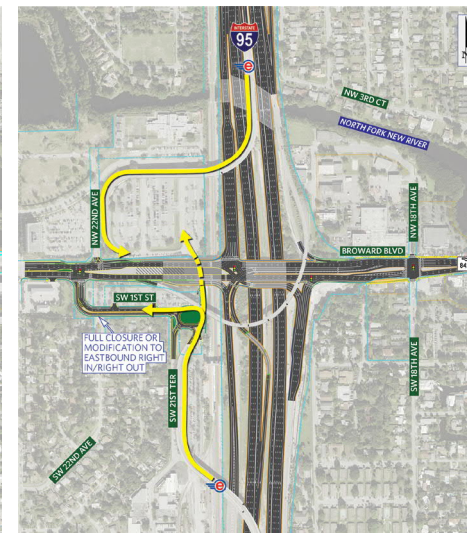 INTERSTATE
95
NW 3RD CT
NORTH FORK NEW RIVER
NW 22ND AVE
NW 18TH AVE
BROWARD BLVD
84
SW 1ST ST
FULL CLOSURE OR
MODIFICATION TO
EASTBOUND RIGHT
IN/RIGHT OUT
SW 21ST TER
SW 18TH AVE
SW 22ND AVE